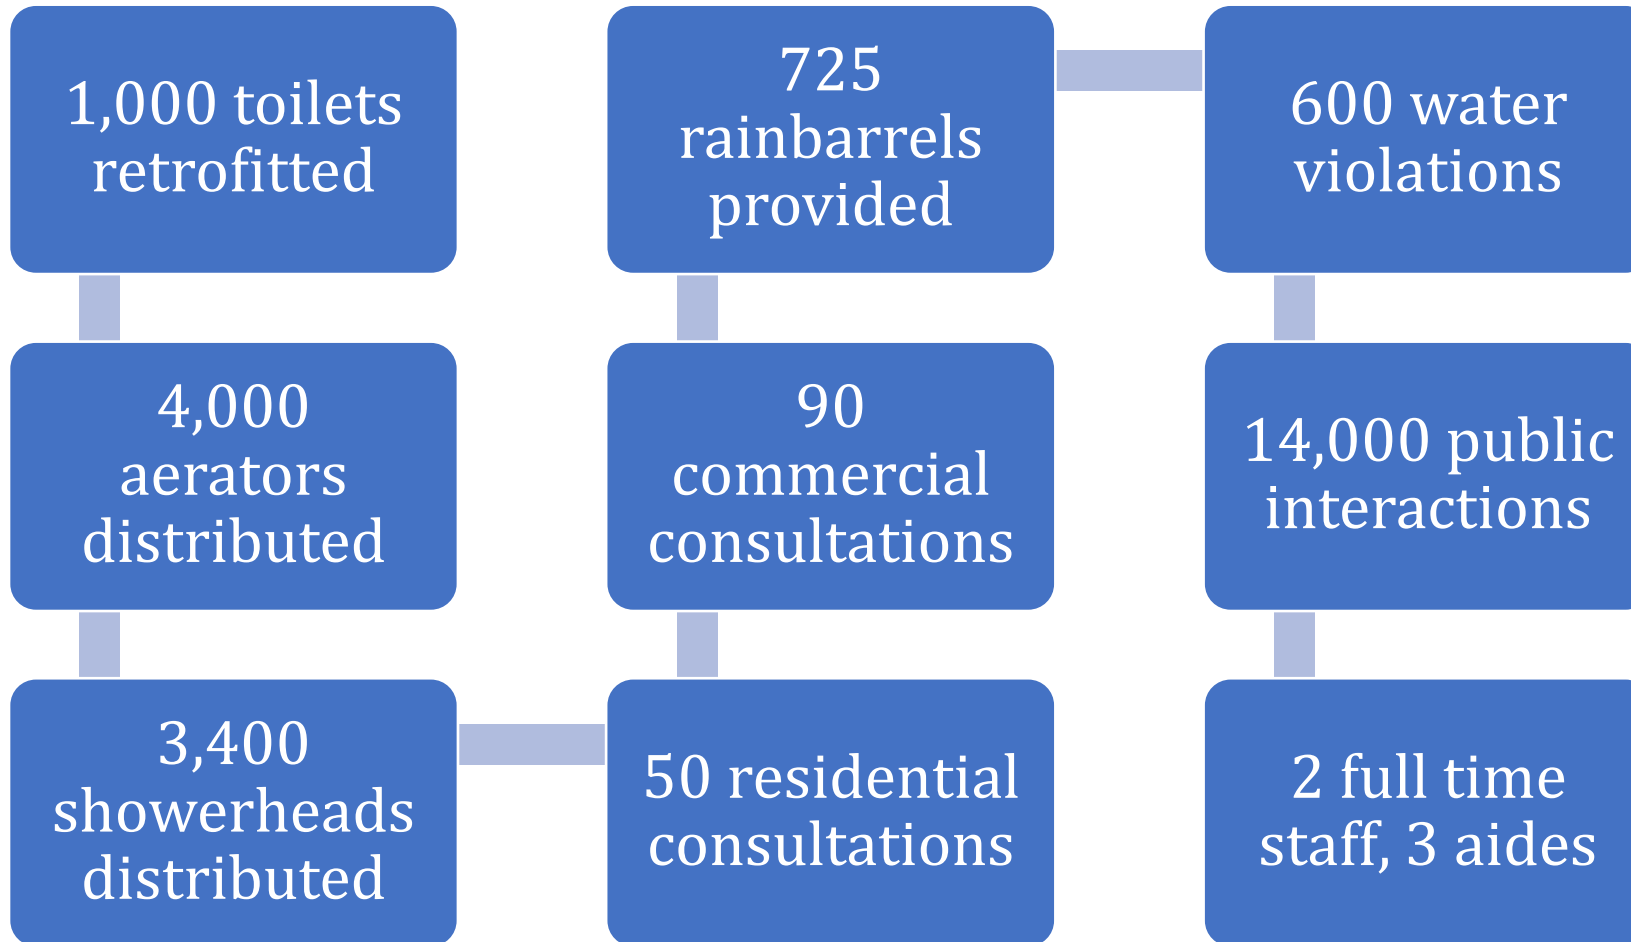 1,000 toilets
retrofitted
4,000
aerators
distributed
3,400
showerheads
distributed
50 residential
consultations
90
commercial
consultations
725
rainbarrels
provided
600 water
violations
14,000 public
interactions
2 full time
staff, 3 aides